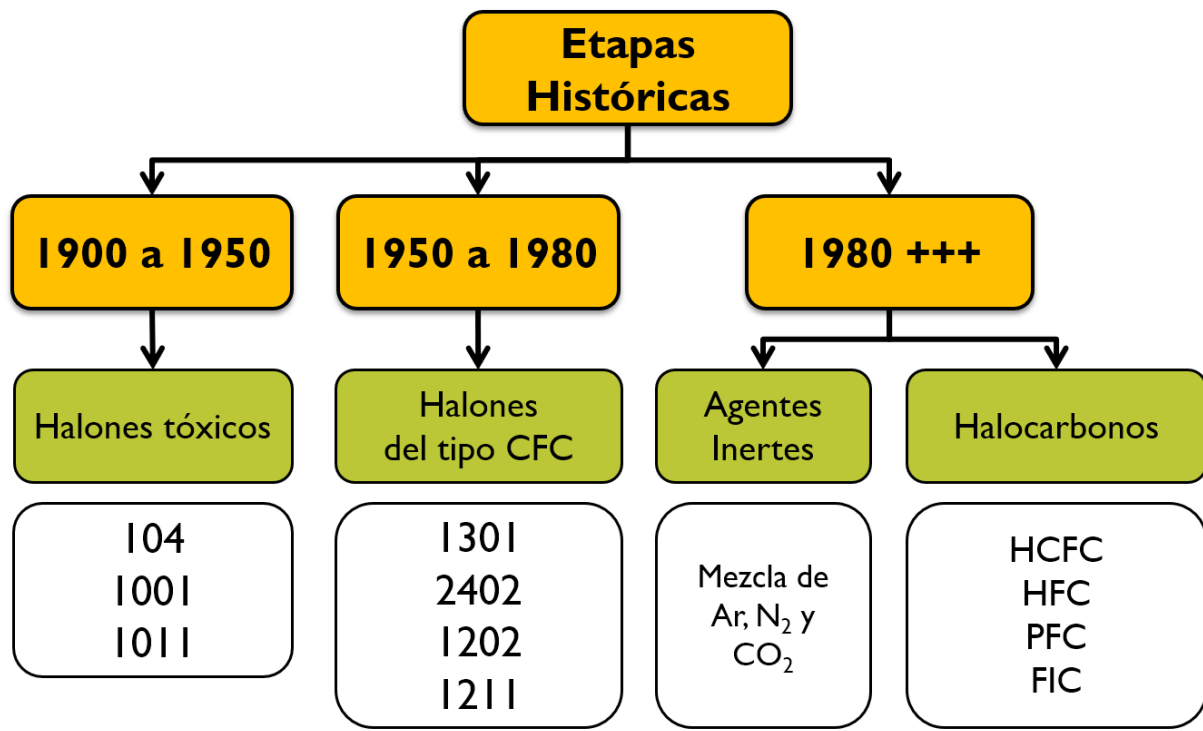 Etapas
Históricas
1900 a 1950
1950 a 1980
1980 +++
Halones tóxicos
Halones
del tipo CFC
Agentes
Inertes
Halocarbonos
104
1001
1011
1301
2402
1202
1211
Mezcla de
Ar, N₂ y
CO₂
HCFC
HFC
PFC
FIC